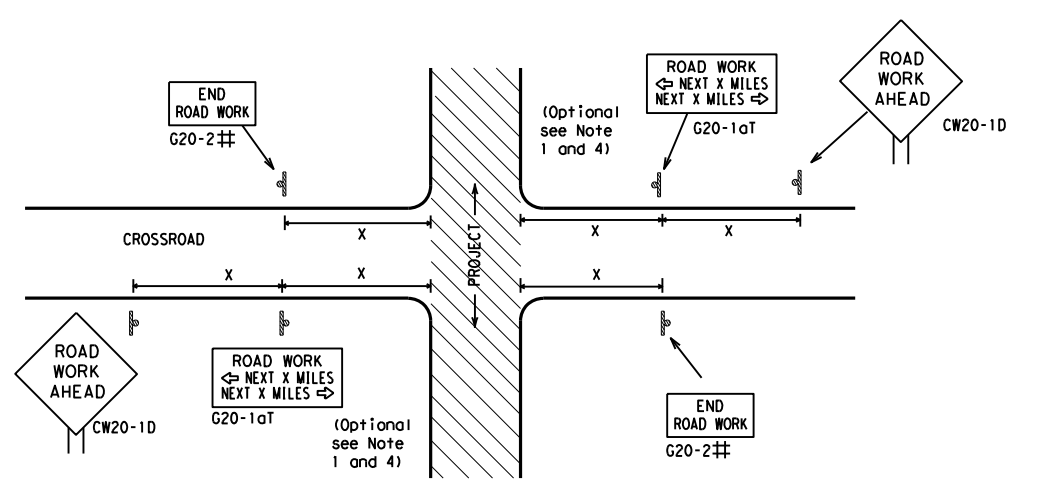 ROAD WORK
⇦ NEXT X MILES
NEXT X MILES ⇨
G20-1aT
ROAD
WORK
AHEAD
CW20-1D
END
ROAD WORK
G20-2#
(Optional
see Note
1 and 4)
X
X
X
CROSSROAD
PROJECT
X
X
X
ROAD
WORK
AHEAD
CW20-1D
ROAD WORK
⇦ NEXT X MILES
NEXT X MILES ⇨
G20-1aT
(Optional
see Note
1 and 4)
END
ROAD WORK
G20-2#